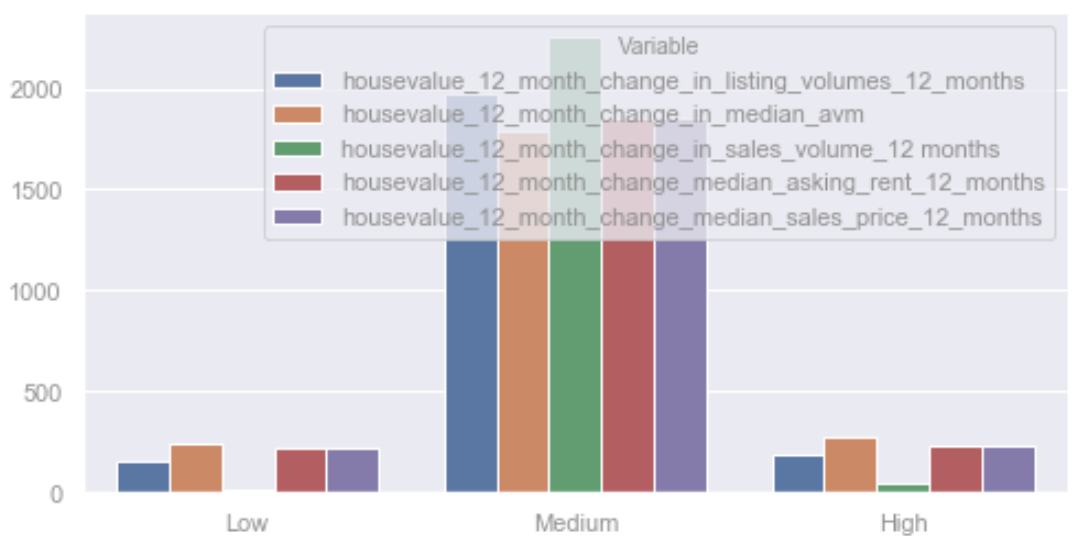 Variable
housevalue_12_month_change_in_listing_volumes_12_months
housevalue_12_month_change_in_median_avm
housevalue_12_month_change_in_sales_volume_12 months
housevalue_12_month_change_median_asking_rent_12_months
housevalue_12_month_change_median_sales_price_12_months
2000
1500
1000
500
0
Low Medium High